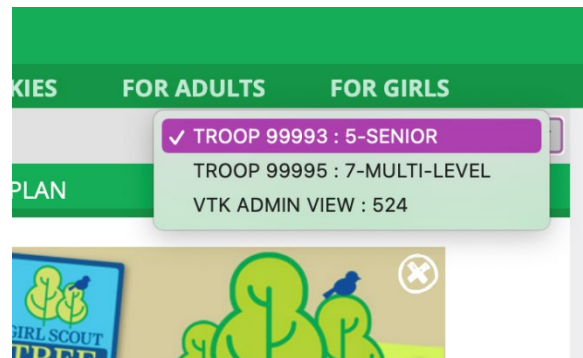 KIES FOR ADULTS FOR GIRLS
✓ TROOP 99993 : 5-SENIOR
TROOP 99995 : 7-MULTI-LEVEL
PLAN
VTK ADMIN VIEW : 524
GIRL SCOUT
TREE